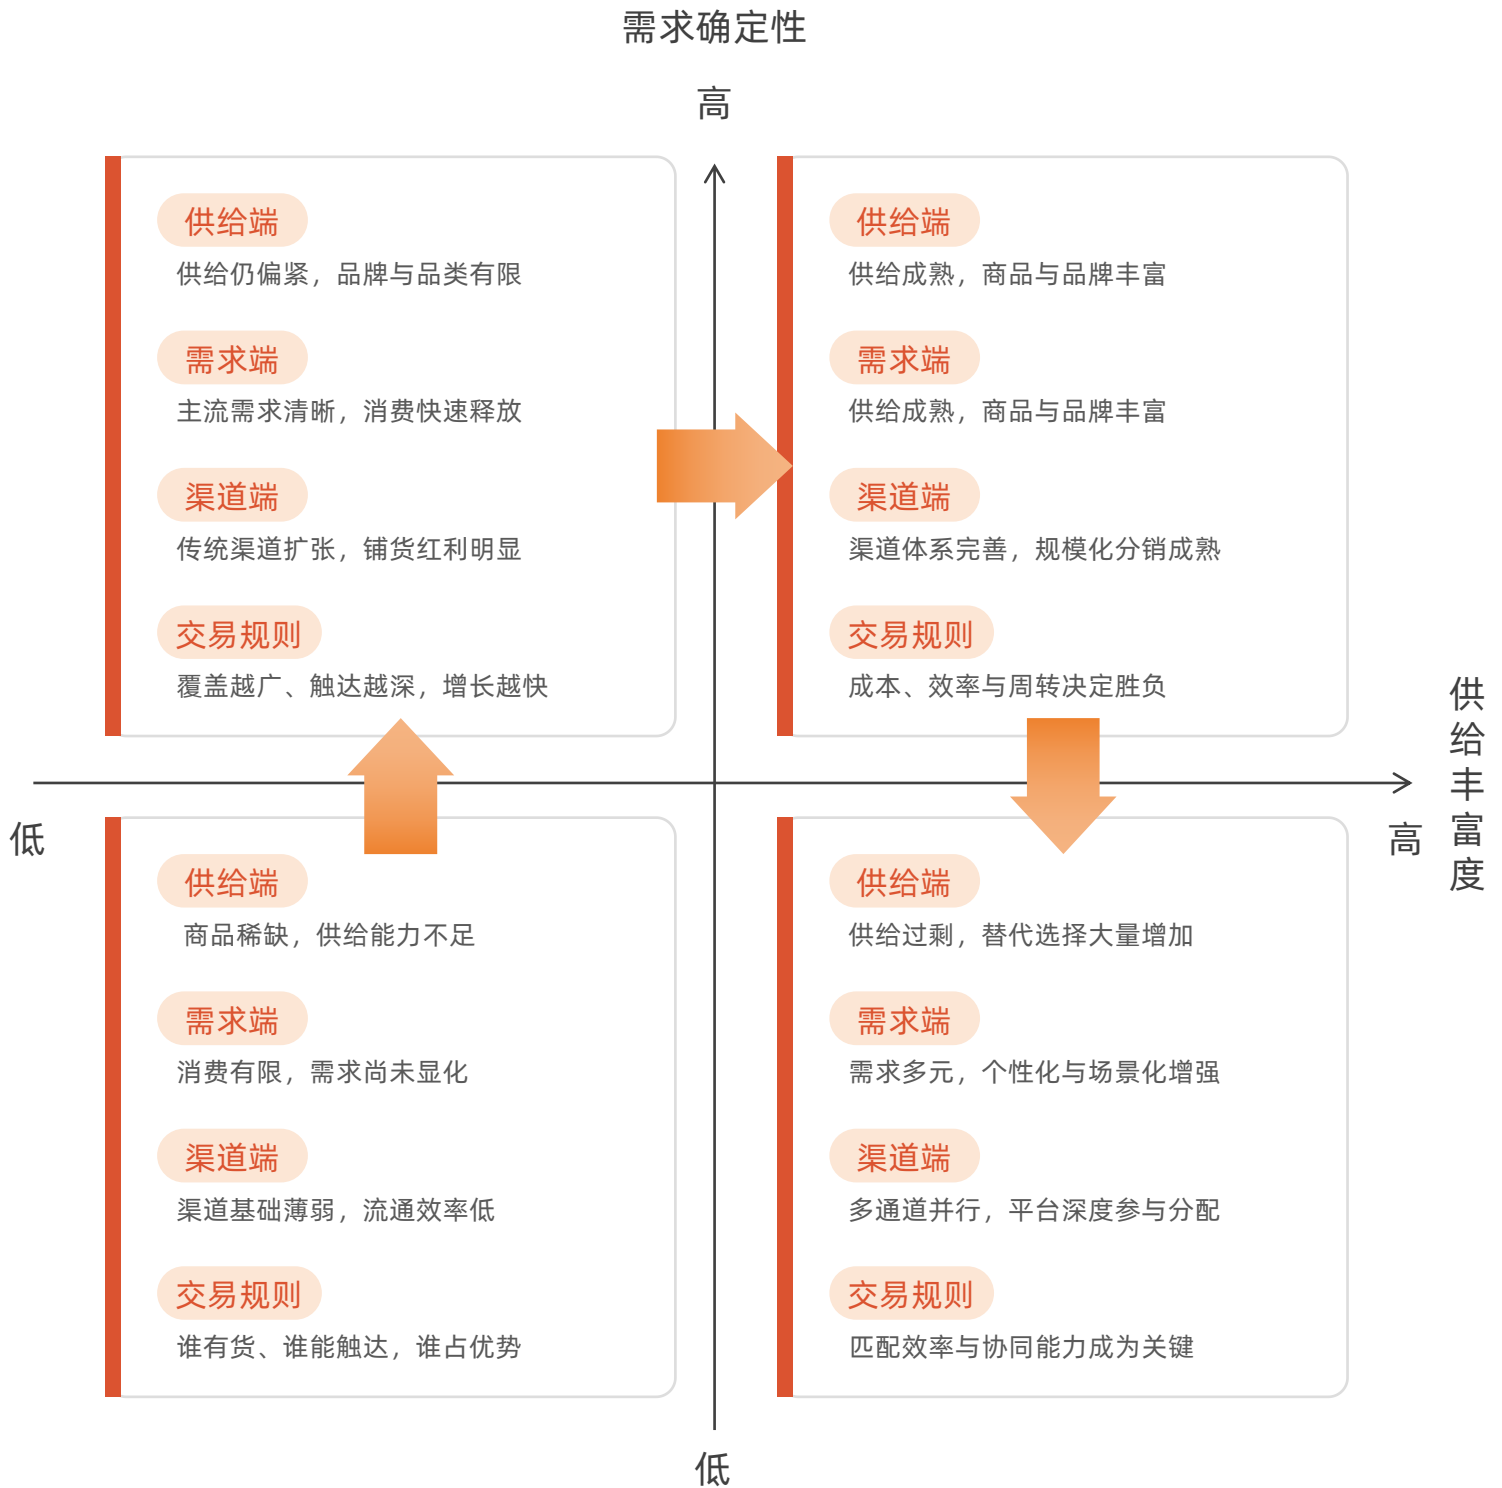 需求确定性
高
供给端
供给仍偏紧，品牌与品类有限
需求端
主流需求清晰，消费快速释放
渠道端
传统渠道扩张，铺货红利明显
交易规则
覆盖越广、触达越深，增长越快
供给端
供给成熟，商品与品牌丰富
需求端
供给成熟，商品与品牌丰富
渠道端
渠道体系完善，规模化分销成熟
交易规则
成本、效率与周转决定胜负
供给丰富度
低
高
供给端
商品稀缺，供给能力不足
需求端
消费有限，需求尚未显化
渠道端
渠道基础薄弱，流通效率低
交易规则
谁有货、谁能触达，谁占优势
供给端
供给过剩，替代选择大量增加
需求端
需求多元，个性化与场景化增强
渠道端
多通道并行，平台深度参与分配
交易规则
匹配效率与协同能力成为关键
低